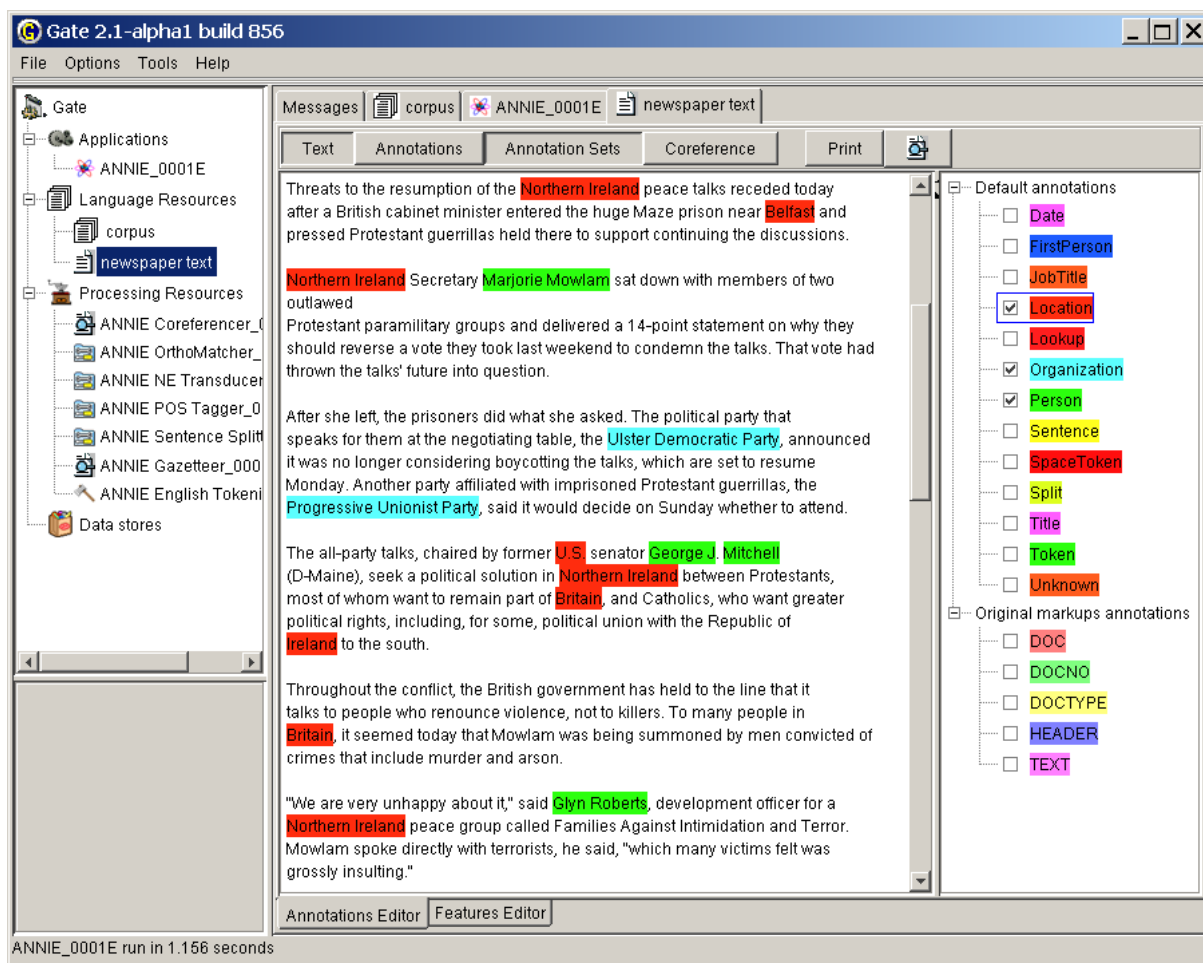 Gate 2.1-alpha1 build 856
File Options Tools Help
Gate
Applications
ANNIE_0001E
Language Resources
corpus
newspaper text
Processing Resources
ANNIE Coreferencer_0
ANNIE OrthoMatcher_
ANNIE NE Transducer
ANNIE POS Tagger_0
ANNIE Sentence Split
ANNIE Gazetteer_000
ANNIE English Tokeni
Data stores
Messages corpus ANNIE_0001E newspaper text
Text Annotations Annotation Sets Coreference Print
Threats to the resumption of the Northern Ireland peace talks receded today
after a British cabinet minister entered the huge Maze prison near Belfast and
pressed Protestant guerrillas held there to support continuing the discussions.
Northern Ireland Secretary Marjorie Mowlam sat down with members of two
outlawed
Protestant paramilitary groups and delivered a 14-point statement on why they
should reverse a vote they took last weekend to condemn the talks. That vote had
thrown the talks' future into question.
After she left, the prisoners did what she asked. The political party that
speaks for them at the negotiating table, the Ulster Democratic Party, announced
it was no longer considering boycotting the talks, which are set to resume
Monday. Another party affiliated with imprisoned Protestant guerrillas, the
Progressive Unionist Party, said it would decide on Sunday whether to attend.
The all-party talks, chaired by former U.S. senator George J. Mitchell
(D-Maine), seek a political solution in Northern Ireland between Protestants,
most of whom want to remain part of Britain, and Catholics, who want greater
political rights, including, for some, political union with the Republic of
Ireland to the south.
Throughout the conflict, the British government has held to the line that it
talks to people who renounce violence, not to killers. To many people in
Britain, it seemed today that Mowlam was being summoned by men convicted of
crimes that include murder and arson.
"We are very unhappy about it," said Glyn Roberts, development officer for a
Northern Ireland peace group called Families Against Intimidation and Terror.
Mowlam spoke directly with terrorists, he said, "which many victims felt was
grossly insulting."
Default annotations
Date
FirstPerson
JobTitle
Location
Lookup
Organization
Person
Sentence
SpaceToken
Split
Title
Token
Unknown
Original markups annotations
DOC
DOCNO
DOCTYPE
HEADER
TEXT
Annotations Editor Features Editor
ANNIE_0001E run in 1.156 seconds